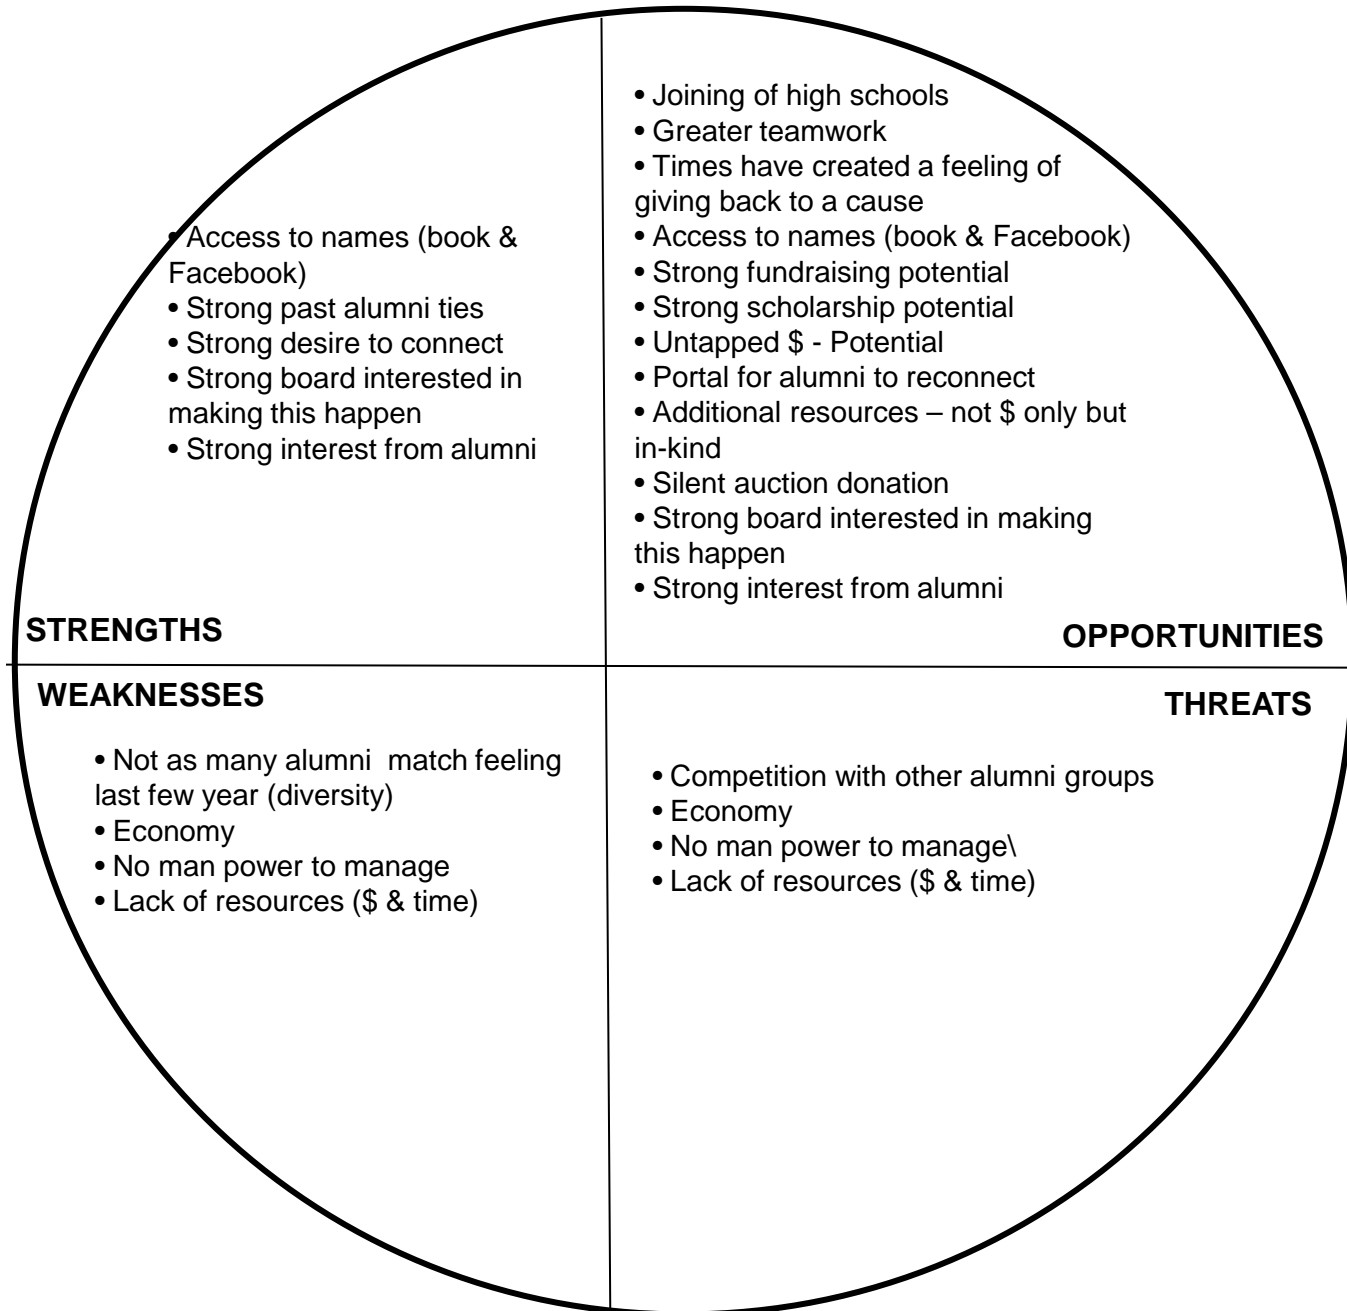 • Access to names (book &
Facebook)
• Strong past alumni ties
• Strong desire to connect
• Strong board interested in
making this happen
• Strong interest from alumni
STRENGTHS
• Joining of high schools
• Greater teamwork
• Times have created a feeling of
giving back to a cause
• Access to names (book & Facebook)
• Strong fundraising potential
• Strong scholarship potential
• Untapped $ - Potential
• Portal for alumni to reconnect
• Additional resources – not $ only but
in-kind
• Silent auction donation
• Strong board interested in making
this happen
• Strong interest from alumni
OPPORTUNITIES
WEAKNESSES
• Not as many alumni  match feeling
last few year (diversity)
• Economy
• No man power to manage
• Lack of resources ($ & time)
THREATS
• Competition with other alumni groups
• Economy
• No man power to manage\
• Lack of resources ($ & time)